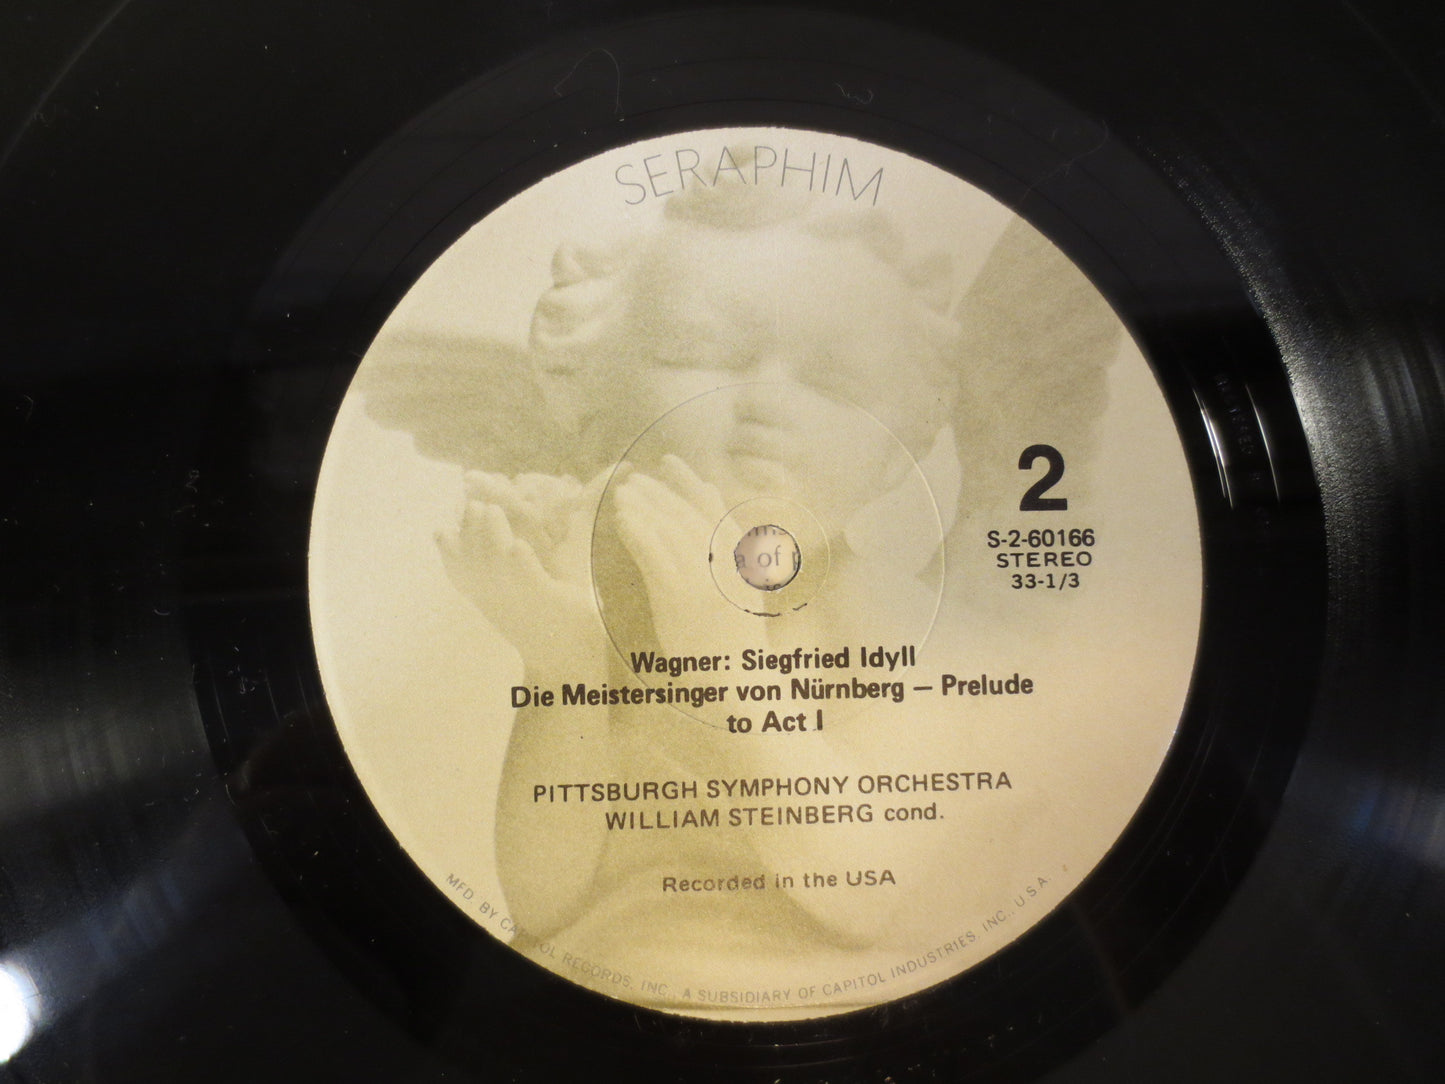 SERAPHIM
2
S-2-60166
STEREO
33-1/3
a of
Wagner: Siegfried Idyll
Die Meistersinger von Nürnberg – Prelude
to Act I
PITTSBURGH SYMPHONY ORCHESTRA
WILLIAM STEINBERG cond.
Recorded in the USA
MFD. BY CAPITOL RECORDS, INC., A SUBSIDIARY OF CAPITOL INDUSTRIES, INC., U.S.A.